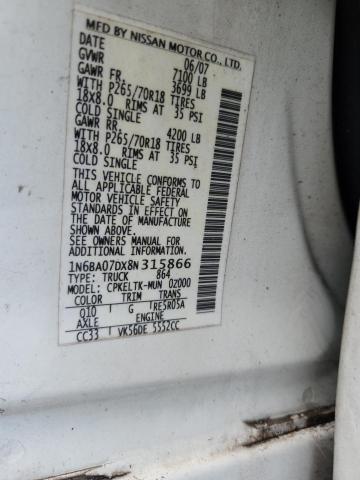 MFD BY NISSAN MOTOR CO., LTD.
DATE 06/07
GVWR 7100 LB
GAWR FR. 3699 LB
WITH P265/70R18 TIRES
18x8.0 RIMS AT 35 PSI
COLD SINGLE
GAWR RR. 4200 LB
WITH P265/70R18 TIRES
18x8.0 RIMS AT 35 PSI
COLD SINGLE
THIS VEHICLE CONFORMS TO
ALL APPLICABLE FEDERAL
MOTOR VEHICLE SAFETY
STANDARDS IN EFFECT ON
THE DATE OF MANUFACTURE
SHOWN ABOVE.
SEE OWNERS MANUAL FOR
ADDITIONAL INFORMATION
1N6BA07DX8N315866
TYPE: TRUCK 864
MODEL: CPKELTK-MUN 0Z000
COLOR TRIM TRANS
Q10 G RE5R05A
AXLE ENGINE
CC33 VK56DE 5552CC